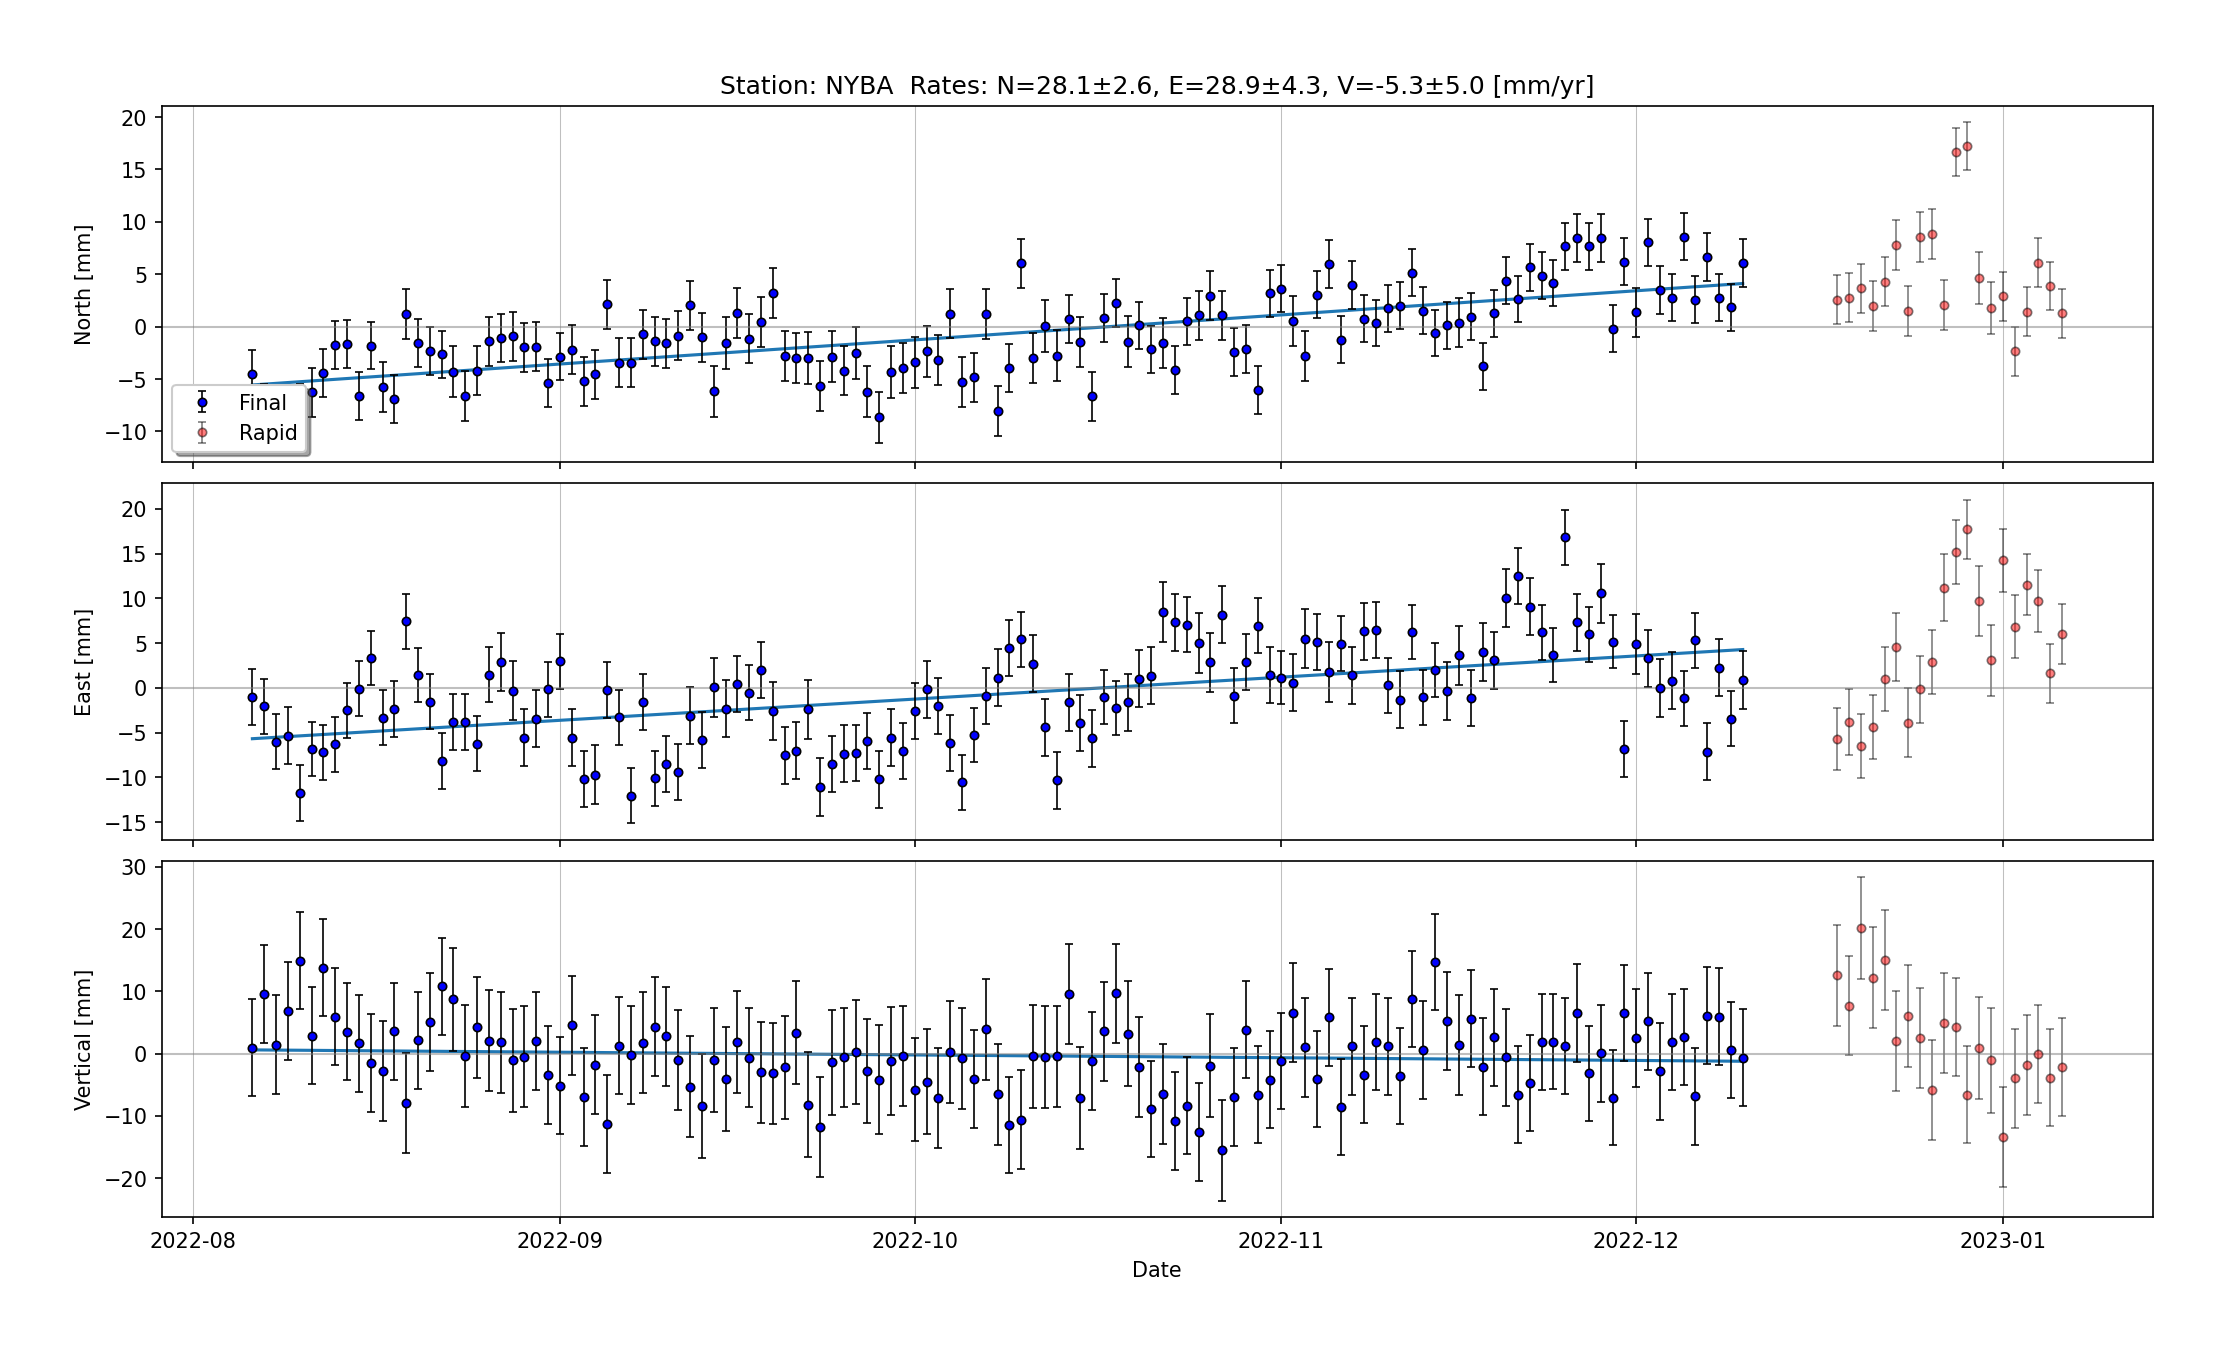 Station: NYBA  Rates: N=28.1±2.6, E=28.9±4.3, V=-5.3±5.0 [mm/yr]
North [mm]
20
15
10
5
0
−5
−10
Final
Rapid
East [mm]
20
15
10
5
0
−5
−10
−15
Vertical [mm]
30
20
10
0
−10
−20
2022-08 2022-09 2022-10 2022-11 2022-12 2023-01
Date